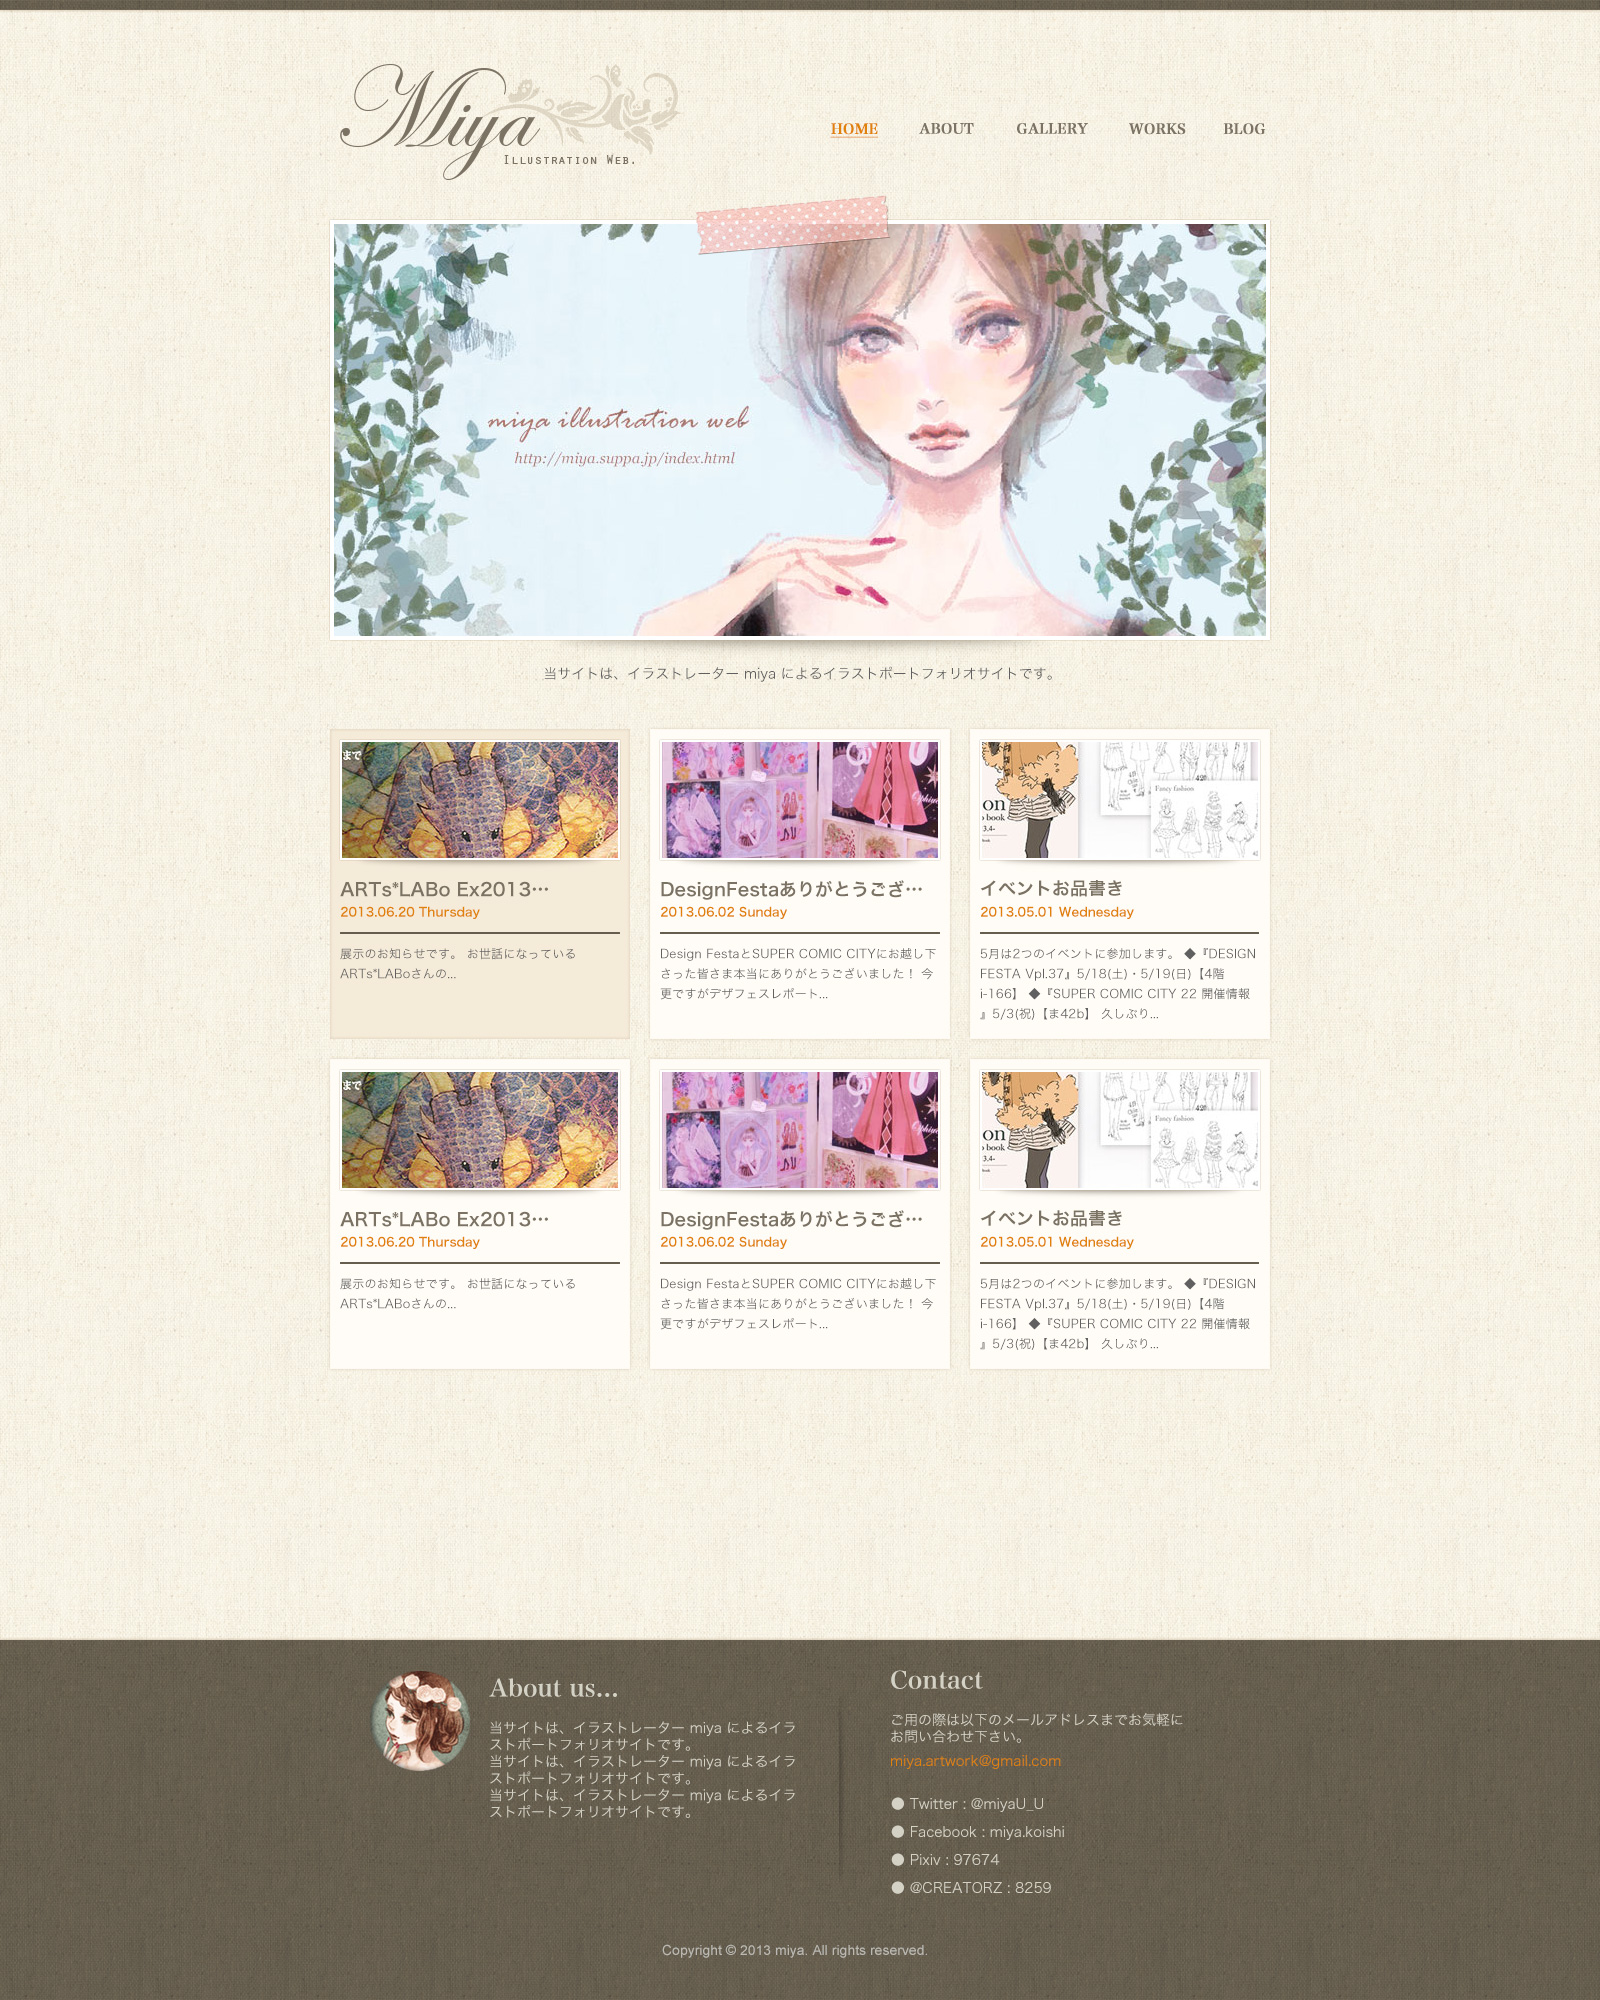 Miya
ILLUSTRATION WEB.
HOME ABOUT GALLERY WORKS BLOG
miya illustration web
http://miya.suppa.jp/index.html
当サイトは、イラストレーター miya によるイラストポートフォリオサイトです。
まで
ARTs*LABo Ex2013…
2013.06.20 Thursday
展示のお知らせです。 お世話になっている
ARTs*LABoさんの...
DesignFestaありがとうござ…
2013.06.02 Sunday
Design FestaとSUPER COMIC CITYにお越し下
さった皆さま本当にありがとうございました！ 今
更ですがデザフェスレポート...
on
book
3.4-
book
420
Fancy fashion
イベントお品書き
2013.05.01 Wednesday
5月は2つのイベントに参加します。 ◆『DESIGN
FESTA Vpl.37』5/18(土)・5/19(日)【4階
i-166】 ◆『SUPER COMIC CITY 22 開催情報
』5/3(祝)【ま42b】 久しぶり...
まで
ARTs*LABo Ex2013…
2013.06.20 Thursday
展示のお知らせです。 お世話になっている
ARTs*LABoさんの...
DesignFestaありがとうござ…
2013.06.02 Sunday
Design FestaとSUPER COMIC CITYにお越し下
さった皆さま本当にありがとうございました！ 今
更ですがデザフェスレポート...
on
book
3.4-
book
420
Fancy fashion
イベントお品書き
2013.05.01 Wednesday
5月は2つのイベントに参加します。 ◆『DESIGN
FESTA Vpl.37』5/18(土)・5/19(日)【4階
i-166】 ◆『SUPER COMIC CITY 22 開催情報
』5/3(祝)【ま42b】 久しぶり...
About us...
当サイトは、イラストレーター miya によるイラ
ストポートフォリオサイトです。
当サイトは、イラストレーター miya によるイラ
ストポートフォリオサイトです。
当サイトは、イラストレーター miya によるイラ
ストポートフォリオサイトです。
Contact
ご用の際は以下のメールアドレスまでお気軽に
お問い合わせ下さい。
miya.artwork@gmail.com
● Twitter : @miyaU_U
● Facebook : miya.koishi
● Pixiv : 97674
● @CREATORZ : 8259
Copyright © 2013 miya. All rights reserved.